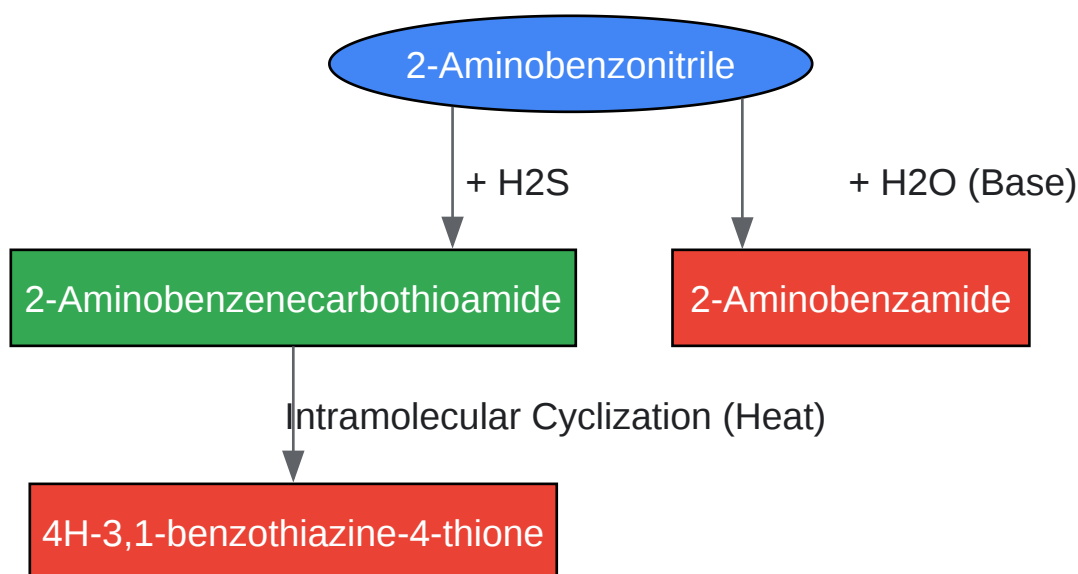 2-Aminobenzonitrile
+ H2S
+ H2O (Base)
2-Aminobenzenecarbothioamide
2-Aminobenzamide
Intramolecular Cyclization (Heat)
4H-3,1-benzothiazine-4-thione